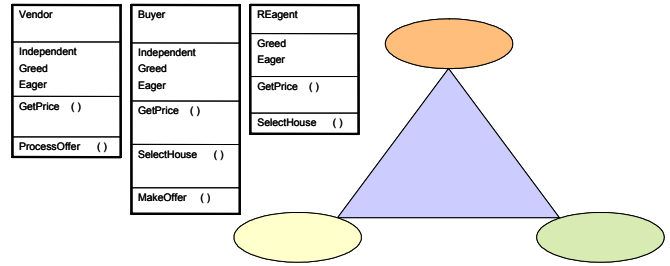 Vendor
Independent
Greed
Eager
GetPrice ( )
ProcessOffer ( )
Buyer
Independent
Greed
Eager
GetPrice ( )
SelectHouse ( )
MakeOffer ( )
REagent
Greed
Eager
GetPrice ( )
SelectHouse ( )